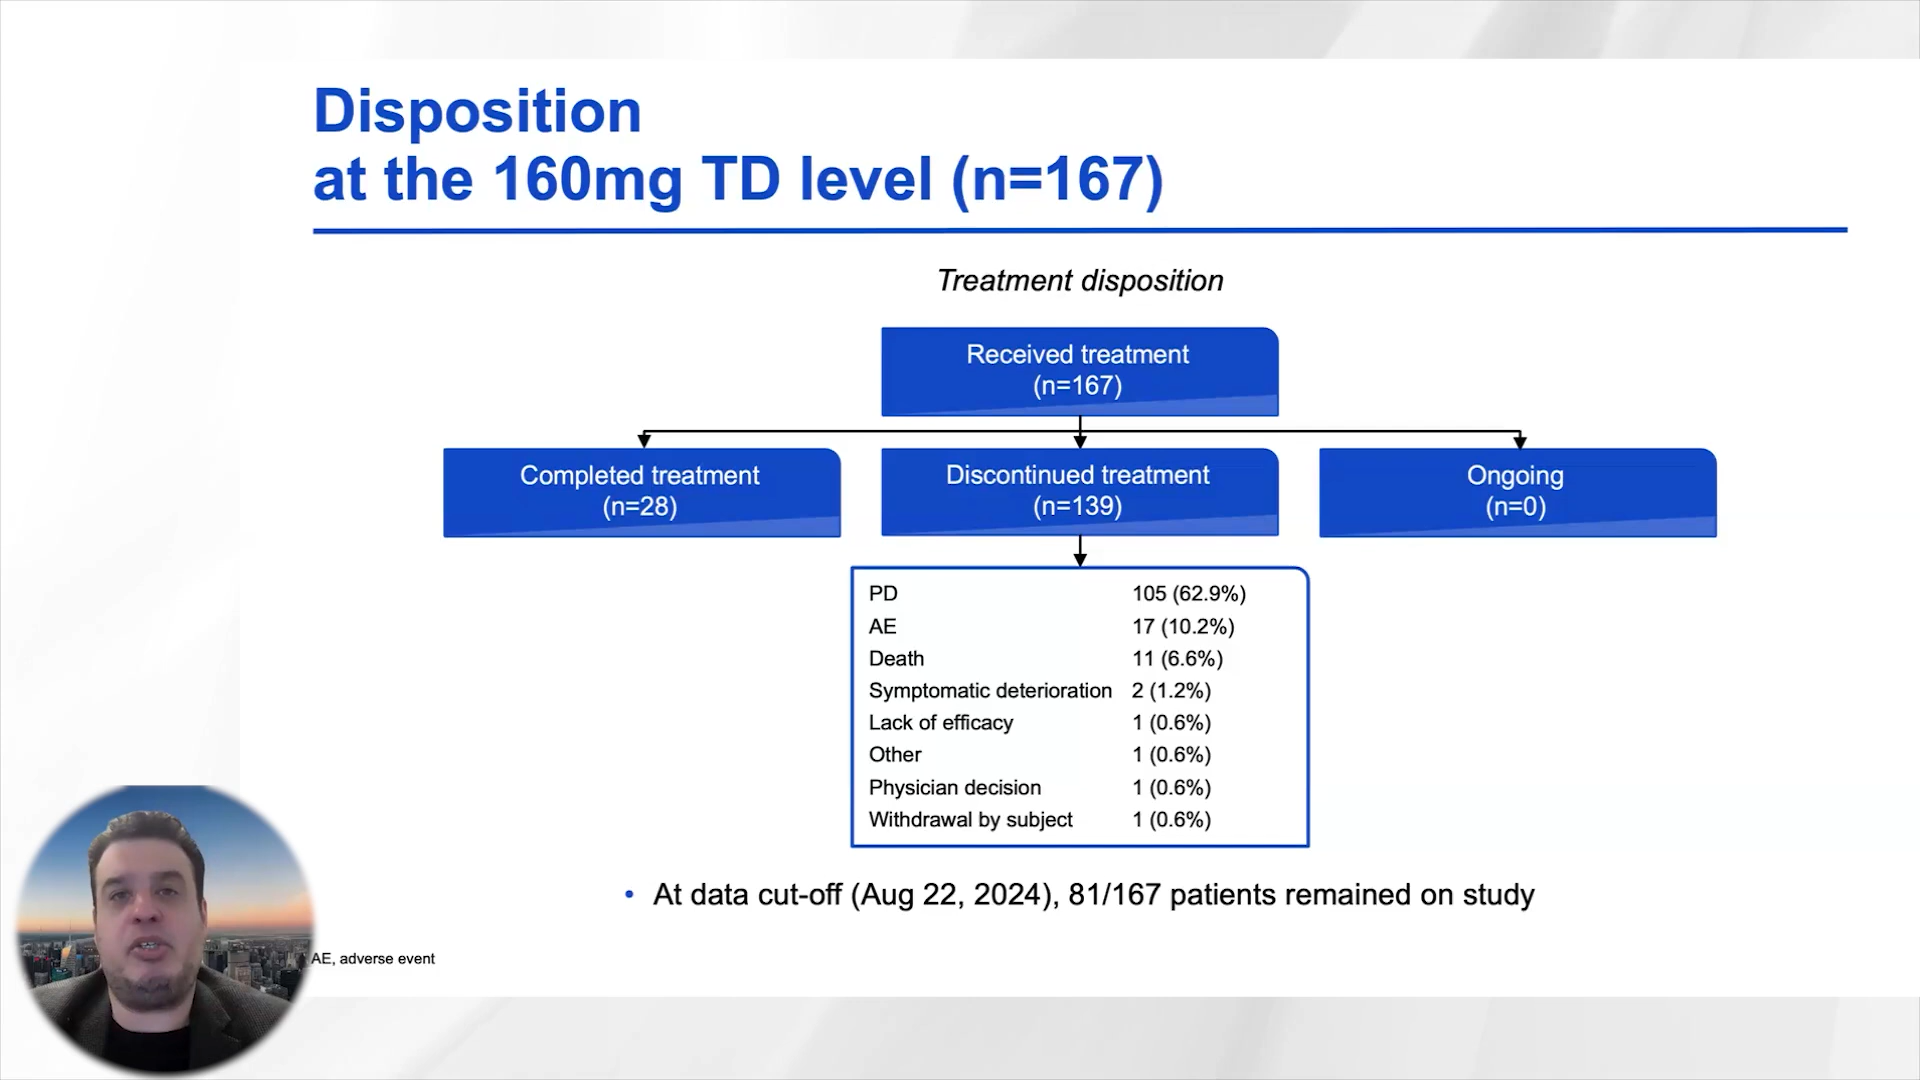 Disposition
at the 160mg TD level (n=167)
Treatment disposition
Received treatment
(n=167)
Completed treatment
(n=28)
Discontinued treatment
(n=139)
Ongoing
(n=0)
PD 105 (62.9%)
AE 17 (10.2%)
Death 11 (6.6%)
Symptomatic deterioration 2 (1.2%)
Lack of efficacy 1 (0.6%)
Other 1 (0.6%)
Physician decision 1 (0.6%)
Withdrawal by subject 1 (0.6%)
• At data cut-off (Aug 22, 2024), 81/167 patients remained on study
AE, adverse event